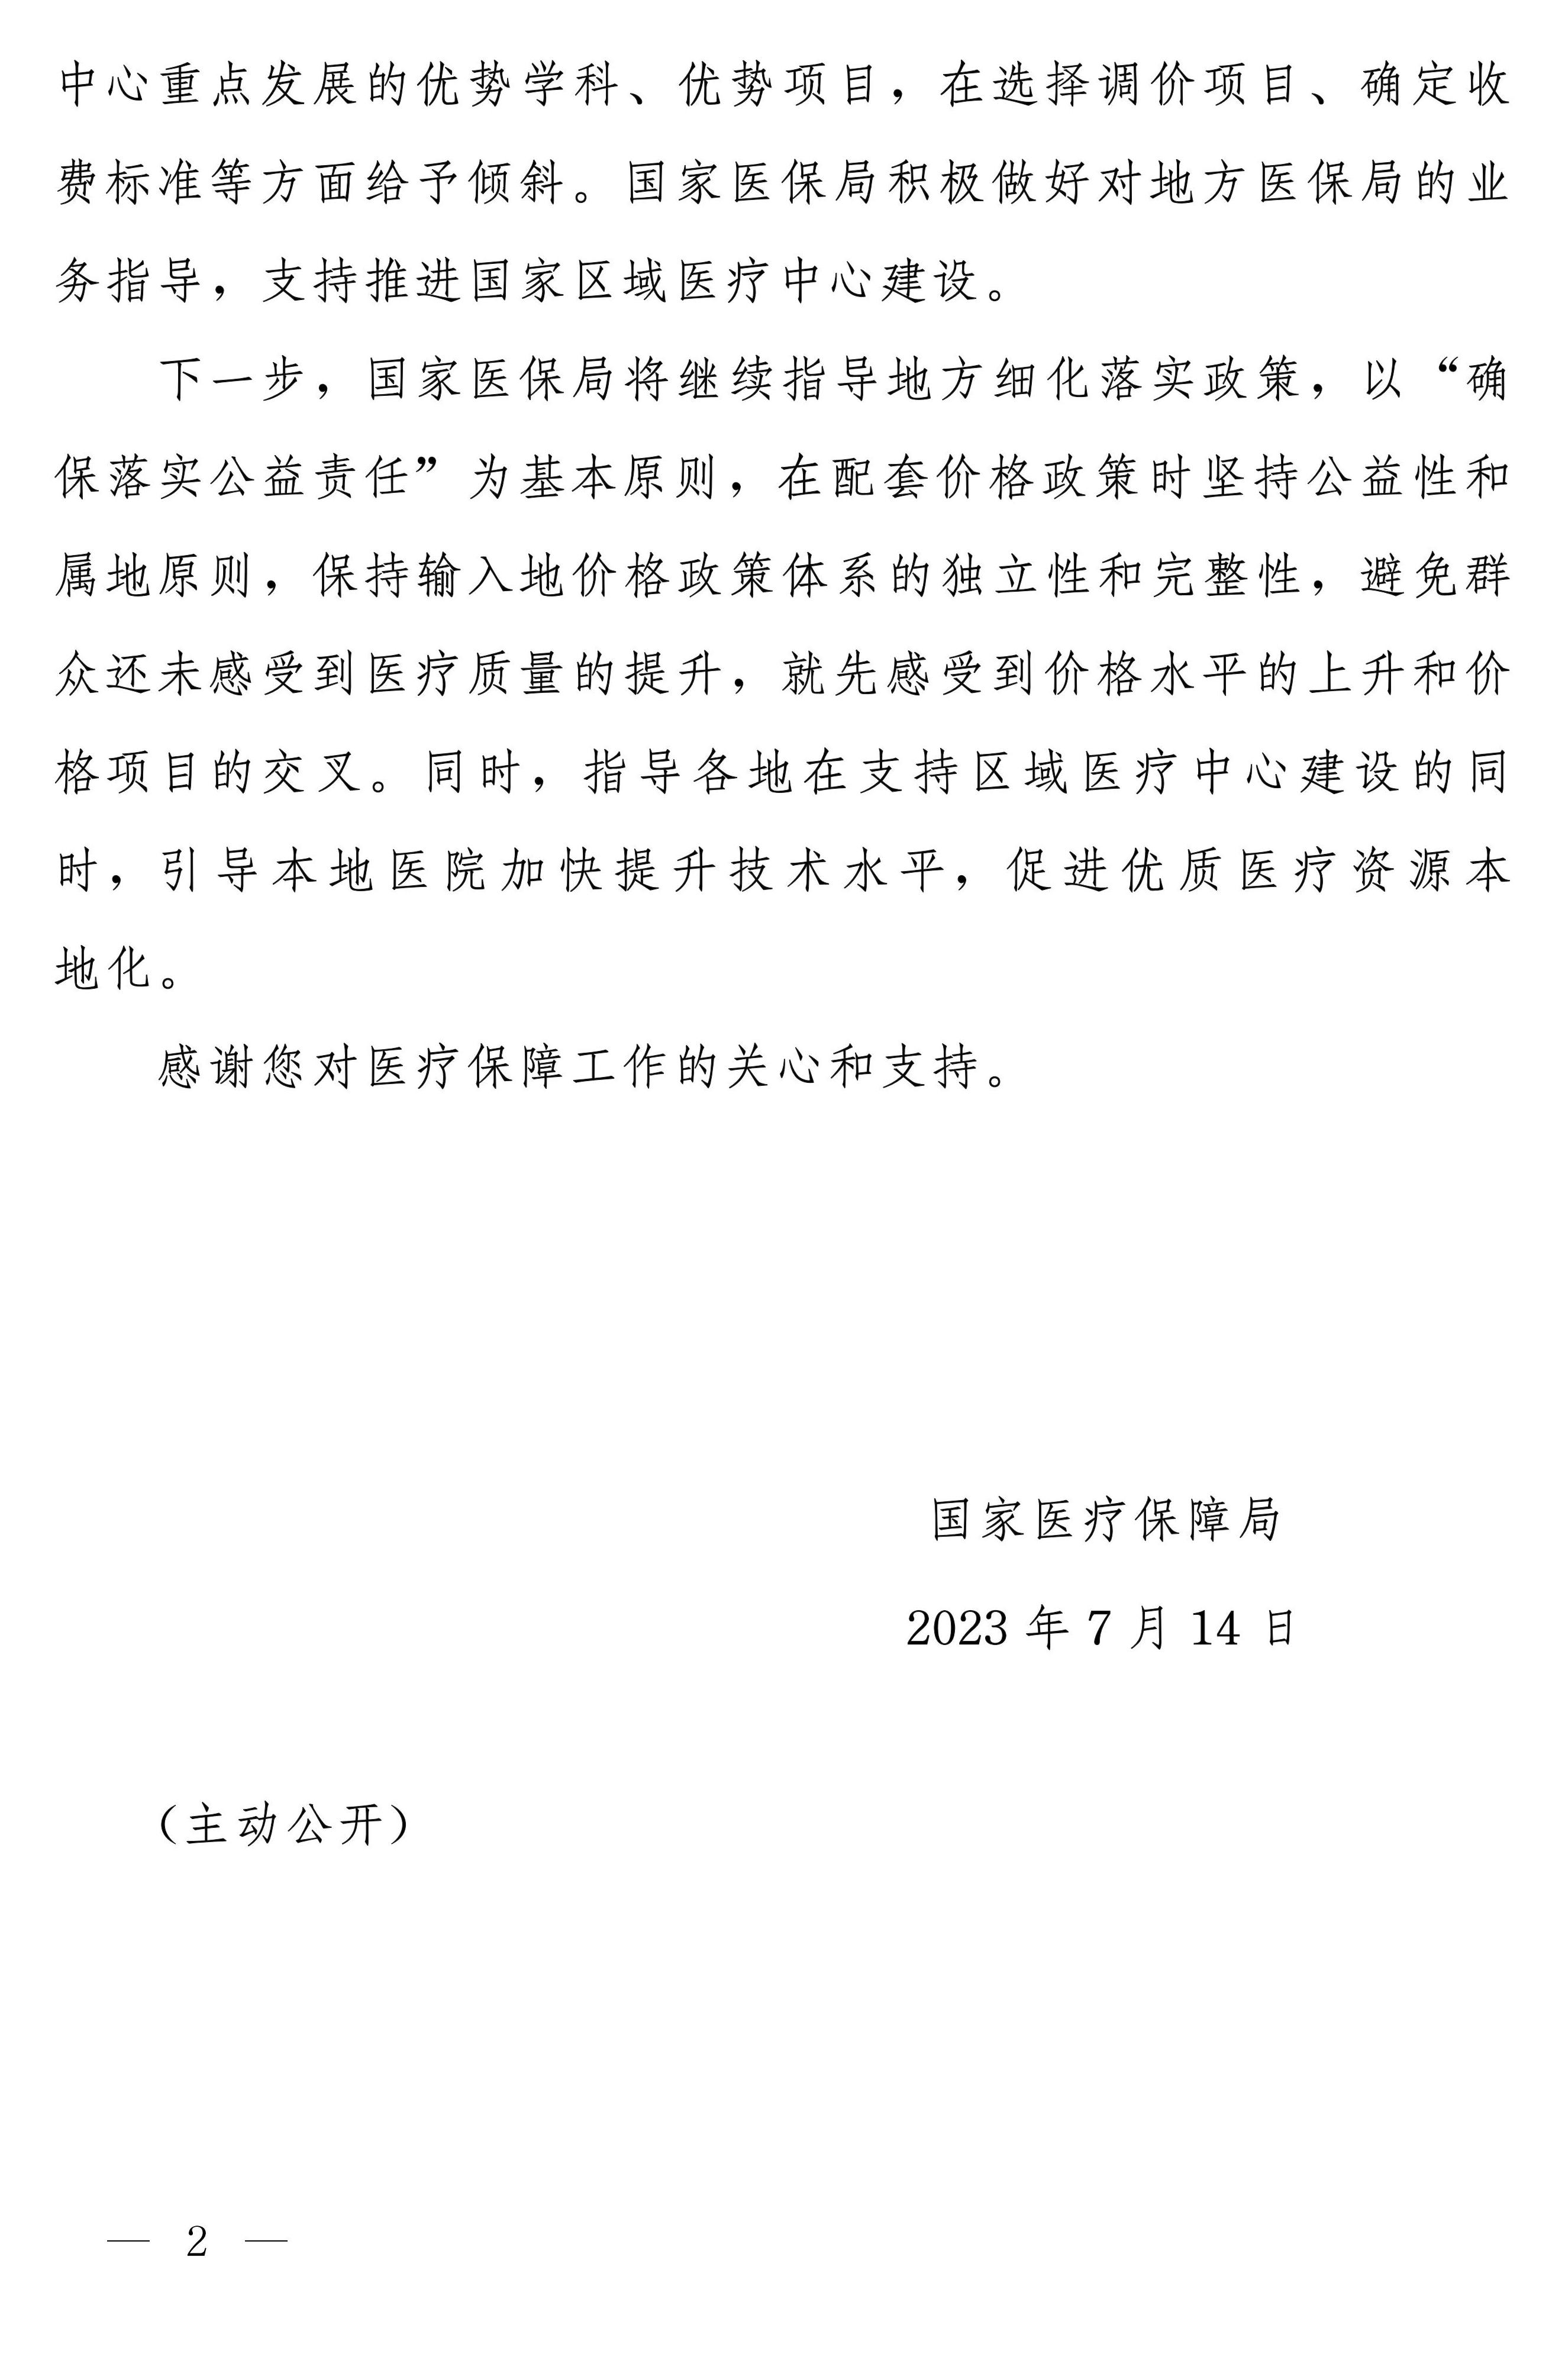 中心重点发展的优势学科、优势项目，在选择调价项目、确定收
费标准等方面给予倾斜。国家医保局积极做好对地方医保局的业
务指导，支持推进国家区域医疗中心建设。
下一步，国家医保局将继续指导地方细化落实政策，以“确
保落实公益责任”为基本原则，在配套价格政策时坚持公益性和
属地原则，保持输入地价格政策体系的独立性和完整性，避免群
众还未感受到医疗质量的提升，就先感受到价格水平的上升和价
格项目的交叉。同时，指导各地在支持区域医疗中心建设的同
时，引导本地医院加快提升技术水平，促进优质医疗资源本
地化。
感谢您对医疗保障工作的关心和支持。
国家医疗保障局
2023 年 7 月 14 日
（主动公开）
— 2 —